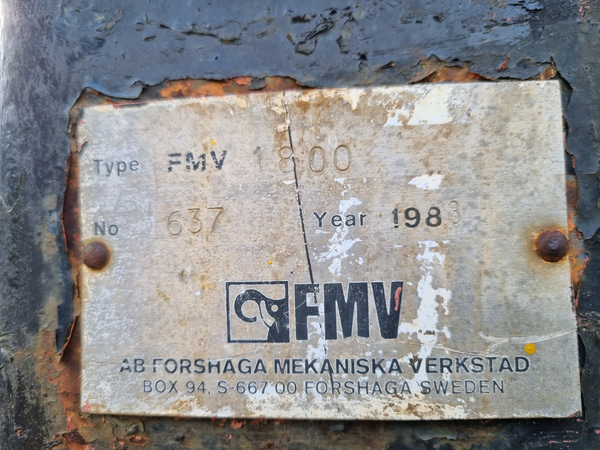 Type FMV 1800
No 637 Year 1983
FMV
AB FORSHAGA MEKANISKA VERKSTAD
BOX 94, S-667 00 FORSHAGA SWEDEN